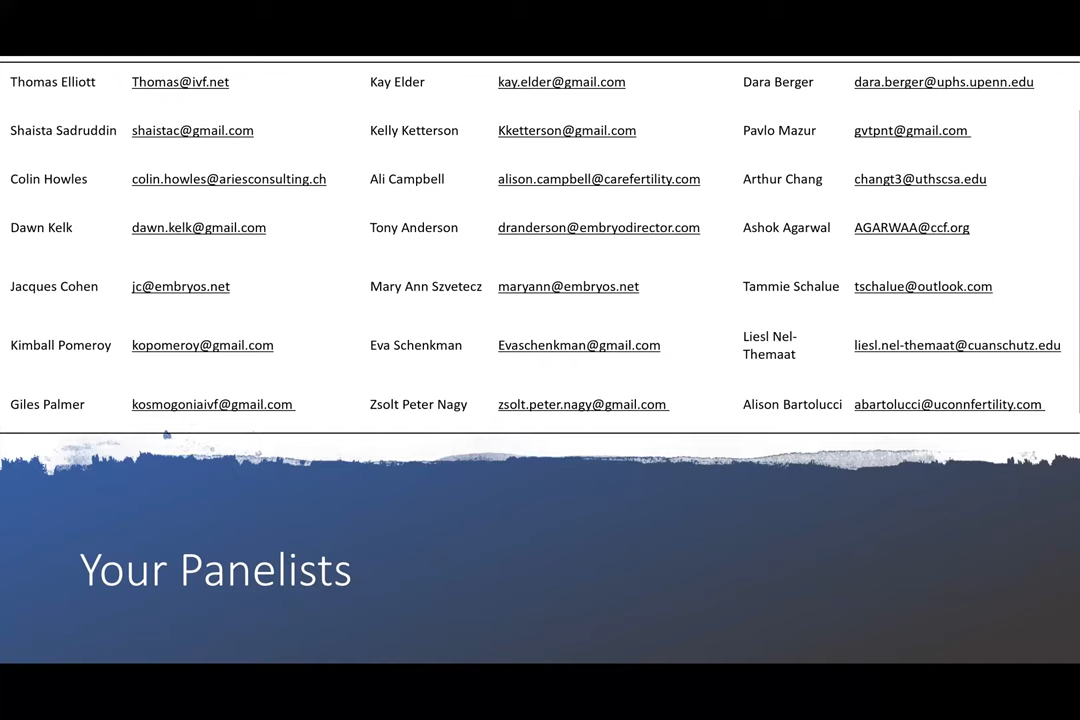 Thomas Elliott Thomas@ivf.net Kay Elder kay.elder@gmail.com Dara Berger dara.berger@uphs.upenn.edu
Shaista Sadruddin shaistac@gmail.com Kelly Ketterson Kketterson@gmail.com Pavlo Mazur gvtpnt@gmail.com
Colin Howles colin.howles@ariesconsulting.ch Ali Campbell alison.campbell@carefertility.com Arthur Chang changt3@uthscsa.edu
Dawn Kelk dawn.kelk@gmail.com Tony Anderson dranderson@embryodirector.com Ashok Agarwal AGARWAA@ccf.org
Jacques Cohen jc@embryos.net Mary Ann Szvetecz maryann@embryos.net Tammie Schalue tschalue@outlook.com
Kimball Pomeroy kopomeroy@gmail.com Eva Schenkman Evaschenkman@gmail.com Liesl Nel-
Themaat liesl.nel-themaat@cuanschutz.edu
Giles Palmer kosmogoniaivf@gmail.com Zsolt Peter Nagy zsolt.peter.nagy@gmail.com Alison Bartolucci abartolucci@uconnfertility.com
Your Panelists